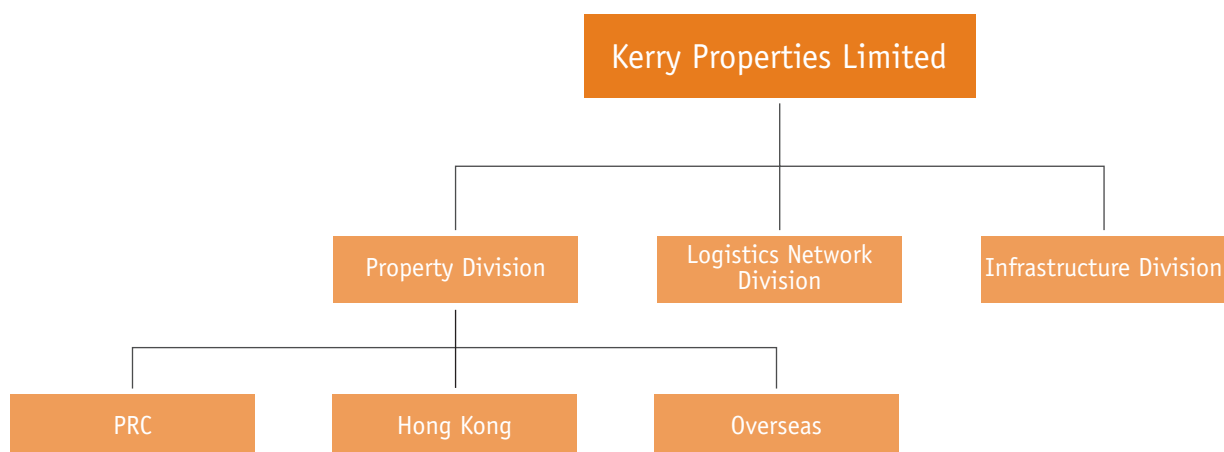 Kerry Properties Limited
Property Division
Logistics Network
Division
Infrastructure Division
PRC
Hong Kong
Overseas